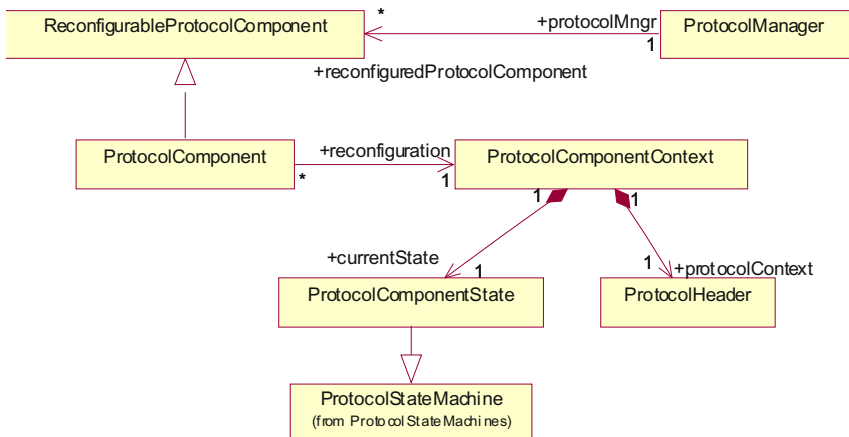 ReconfigurableProtocolComponent
*
+protocolMngr
1
ProtocolManager
+reconfiguredProtocolComponent
ProtocolComponent
+reconfiguration
*
1
ProtocolComponentContext
1
1
+currentState
1
1
+protocolContext
ProtocolComponentState
ProtocolHeader
ProtocolStateMachine
(from ProtocolStateMachines)